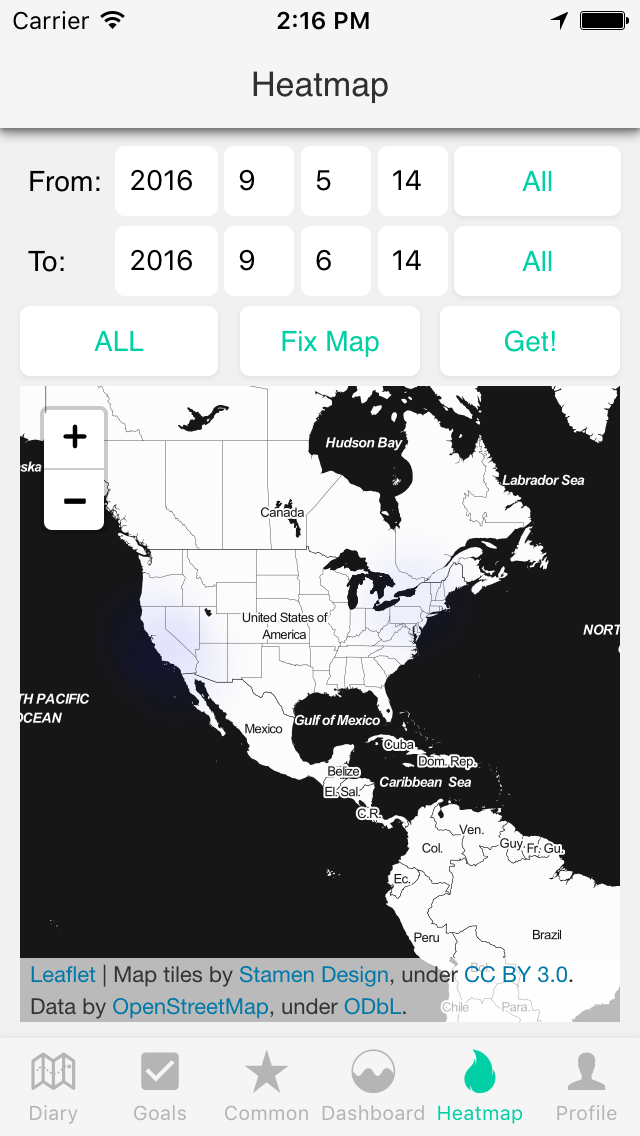 Carrier 2:16 PM
Heatmap
From: 2016 9 5 14 All
To: 2016 9 6 14 All
ALL Fix Map Get!
+
−
Hudson Bay
ska
Labrador Sea
Canada
United States of
America
NORT
TH PACIFIC
OCEAN
Mexico
Gulf of Mexico
Cuba
Dom. Rep.
Belize
Caribbean Sea
El. Sal.
C.R.
Ven.
Col.
Guy.
Fr. Gu.
Ec.
Peru
Brazil
Bol.
Leaflet | Map tiles by Stamen Design, under CC BY 3.0.
Data by OpenStreetMap, under ODbL.
Chile
Para.
Diary Goals Common Dashboard Heatmap Profile